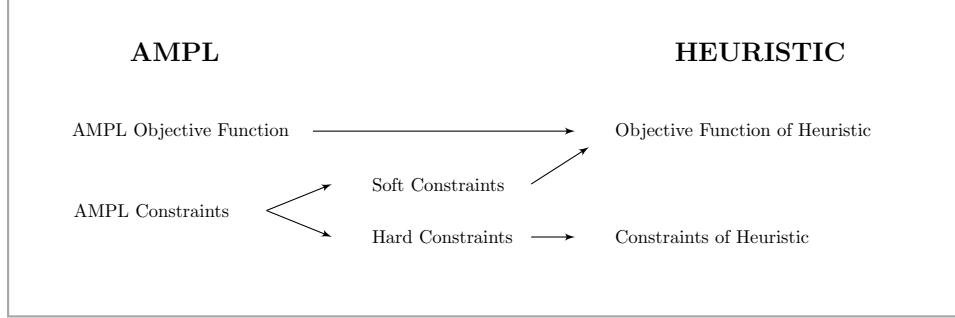 AMPL
HEURISTIC
AMPL Objective Function
Objective Function of Heuristic
Soft Constraints
AMPL Constraints
Hard Constraints
Constraints of Heuristic